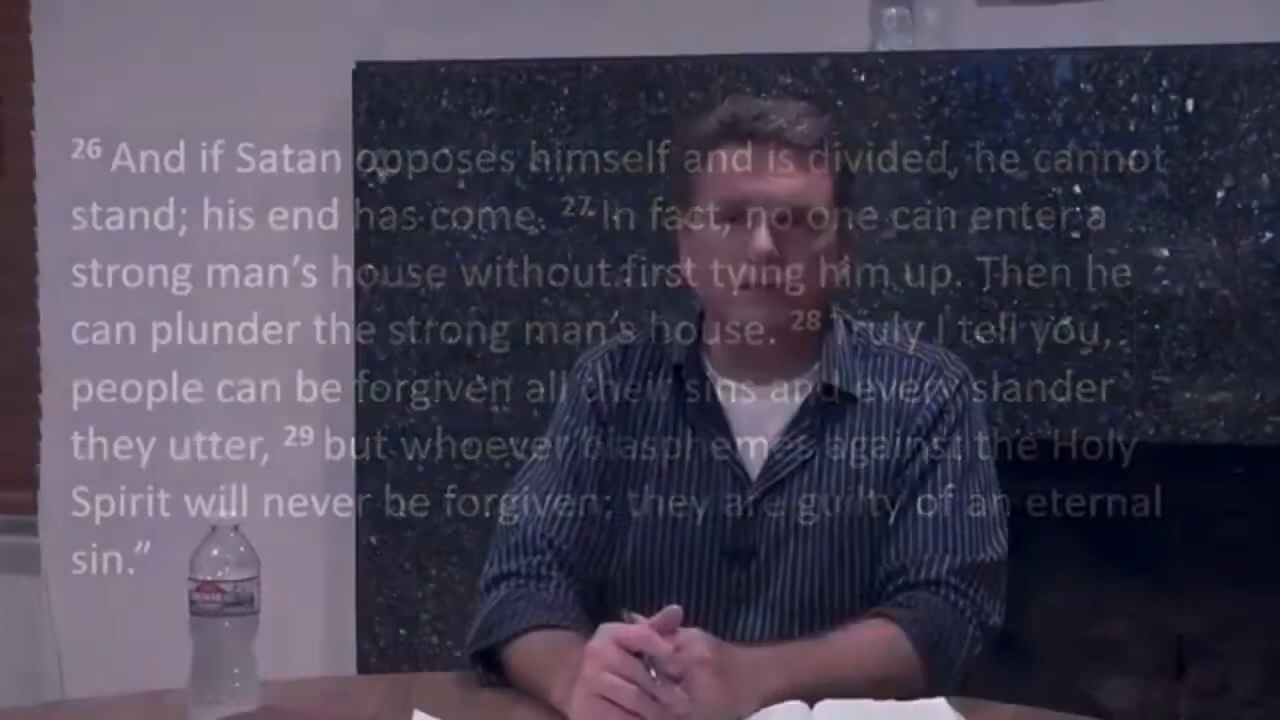 26 And if Satan opposes himself and is divided, he cannot
stand; his end has come. 27 In fact, no one can enter a
strong man’s house without first tying him up. Then he
can plunder the strong man’s house. 28 Truly I tell you,
people can be forgiven all their sins and every slander
they utter, 29 but whoever blasphemes against the Holy
Spirit will never be forgiven; they are guilty of an eternal
sin.”